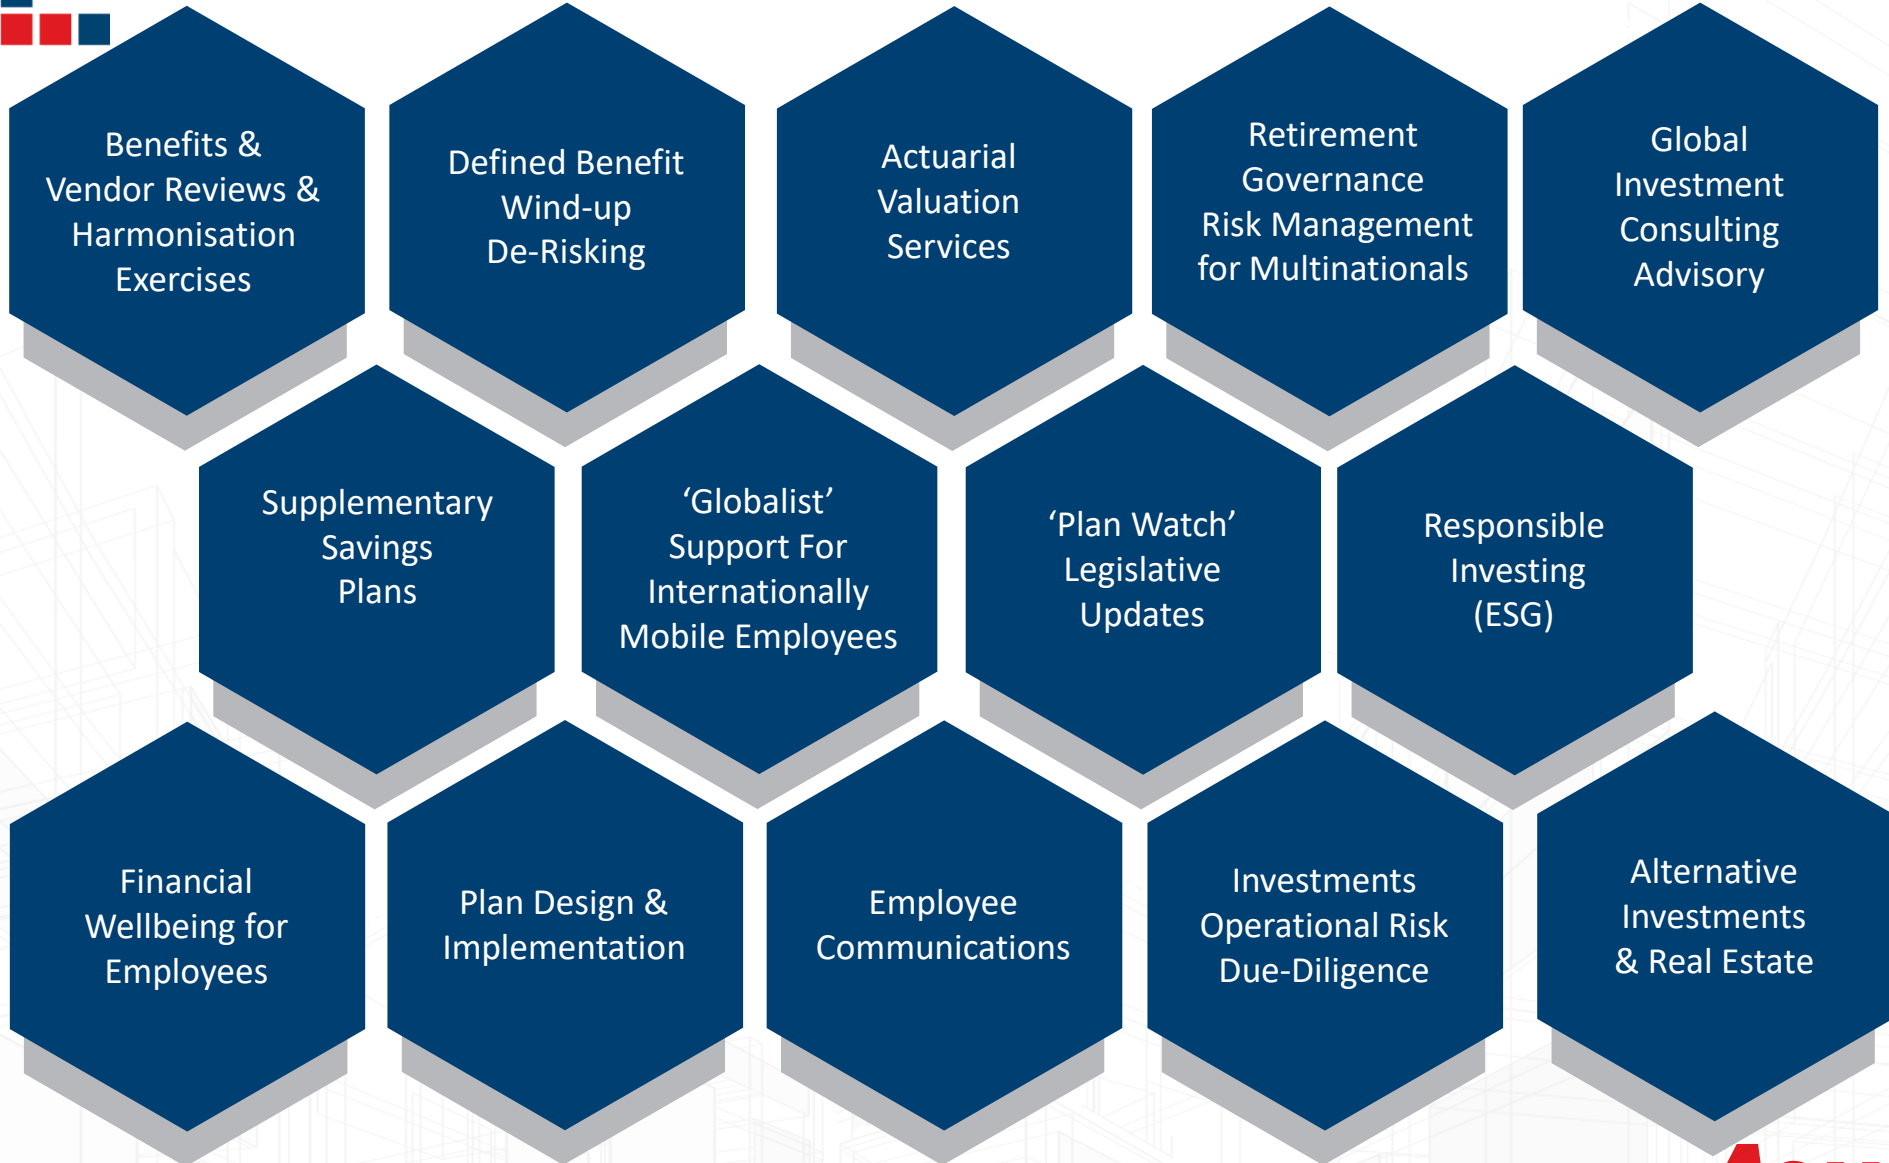 Benefits &
Vendor Reviews &
Harmonisation
Exercises
Defined Benefit
Wind-up
De-Risking
Actuarial
Valuation
Services
Retirement
Governance
Risk Management
for Multinationals
Global
Investment
Consulting
Advisory
Supplementary
Savings
Plans
‘Globalist’
Support For
Internationally
Mobile Employees
‘Plan Watch’
Legislative
Updates
Responsible
Investing
(ESG)
Financial
Wellbeing for
Employees
Plan Design &
Implementation
Employee
Communications
Investments
Operational Risk
Due-Diligence
Alternative
Investments
& Real Estate